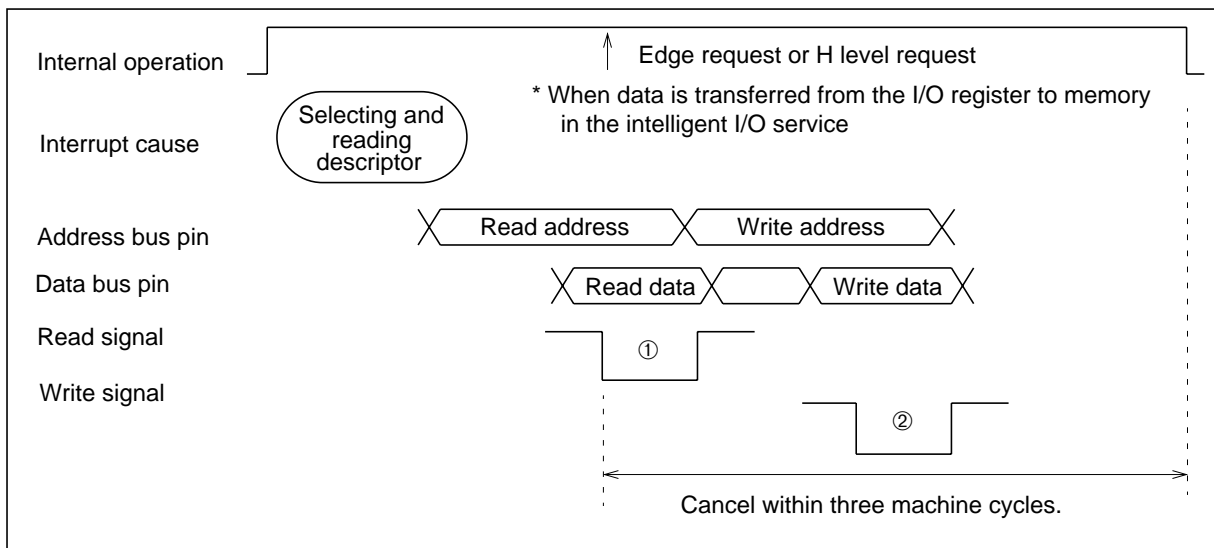 Internal operation
Edge request or H level request
* When data is transferred from the I/O register to memory
in the intelligent I/O service
Interrupt cause
Selecting and
reading
descriptor
Address bus pin
Read address
Write address
Data bus pin
Read data
Write data
Read signal
①
Write signal
②
Cancel within three machine cycles.